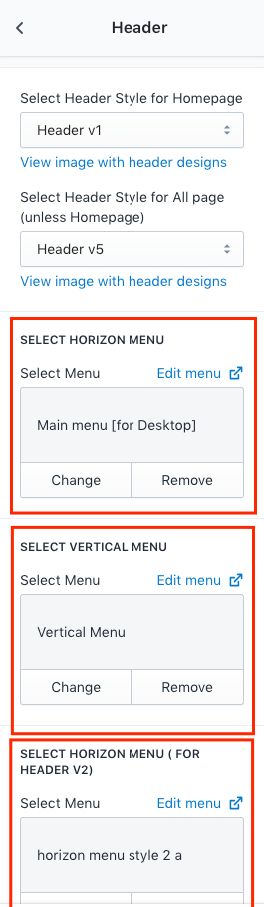 Header
Select Header Style for Homepage
Header v1
View image with header designs
Select Header Style for All page
(unless Homepage)
Header v5
View image with header designs
SELECT HORIZON MENU
Select Menu Edit menu
Main menu [for Desktop]
Change Remove
SELECT VERTICAL MENU
Select Menu Edit menu
Vertical Menu
Change Remove
SELECT HORIZON MENU ( FOR
HEADER V2)
Select Menu Edit menu
horizon menu style 2 a